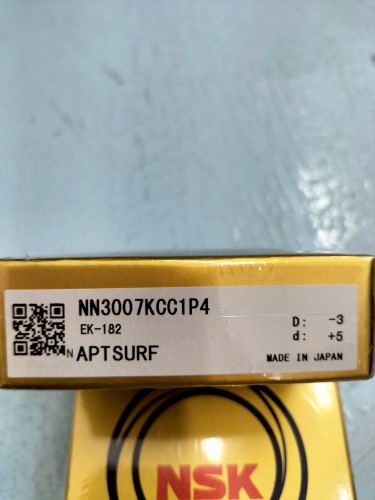 NN3007KCC1P4
EK-182
N APTSURF
D: -3
d: +5
MADE IN JAPAN
NSK